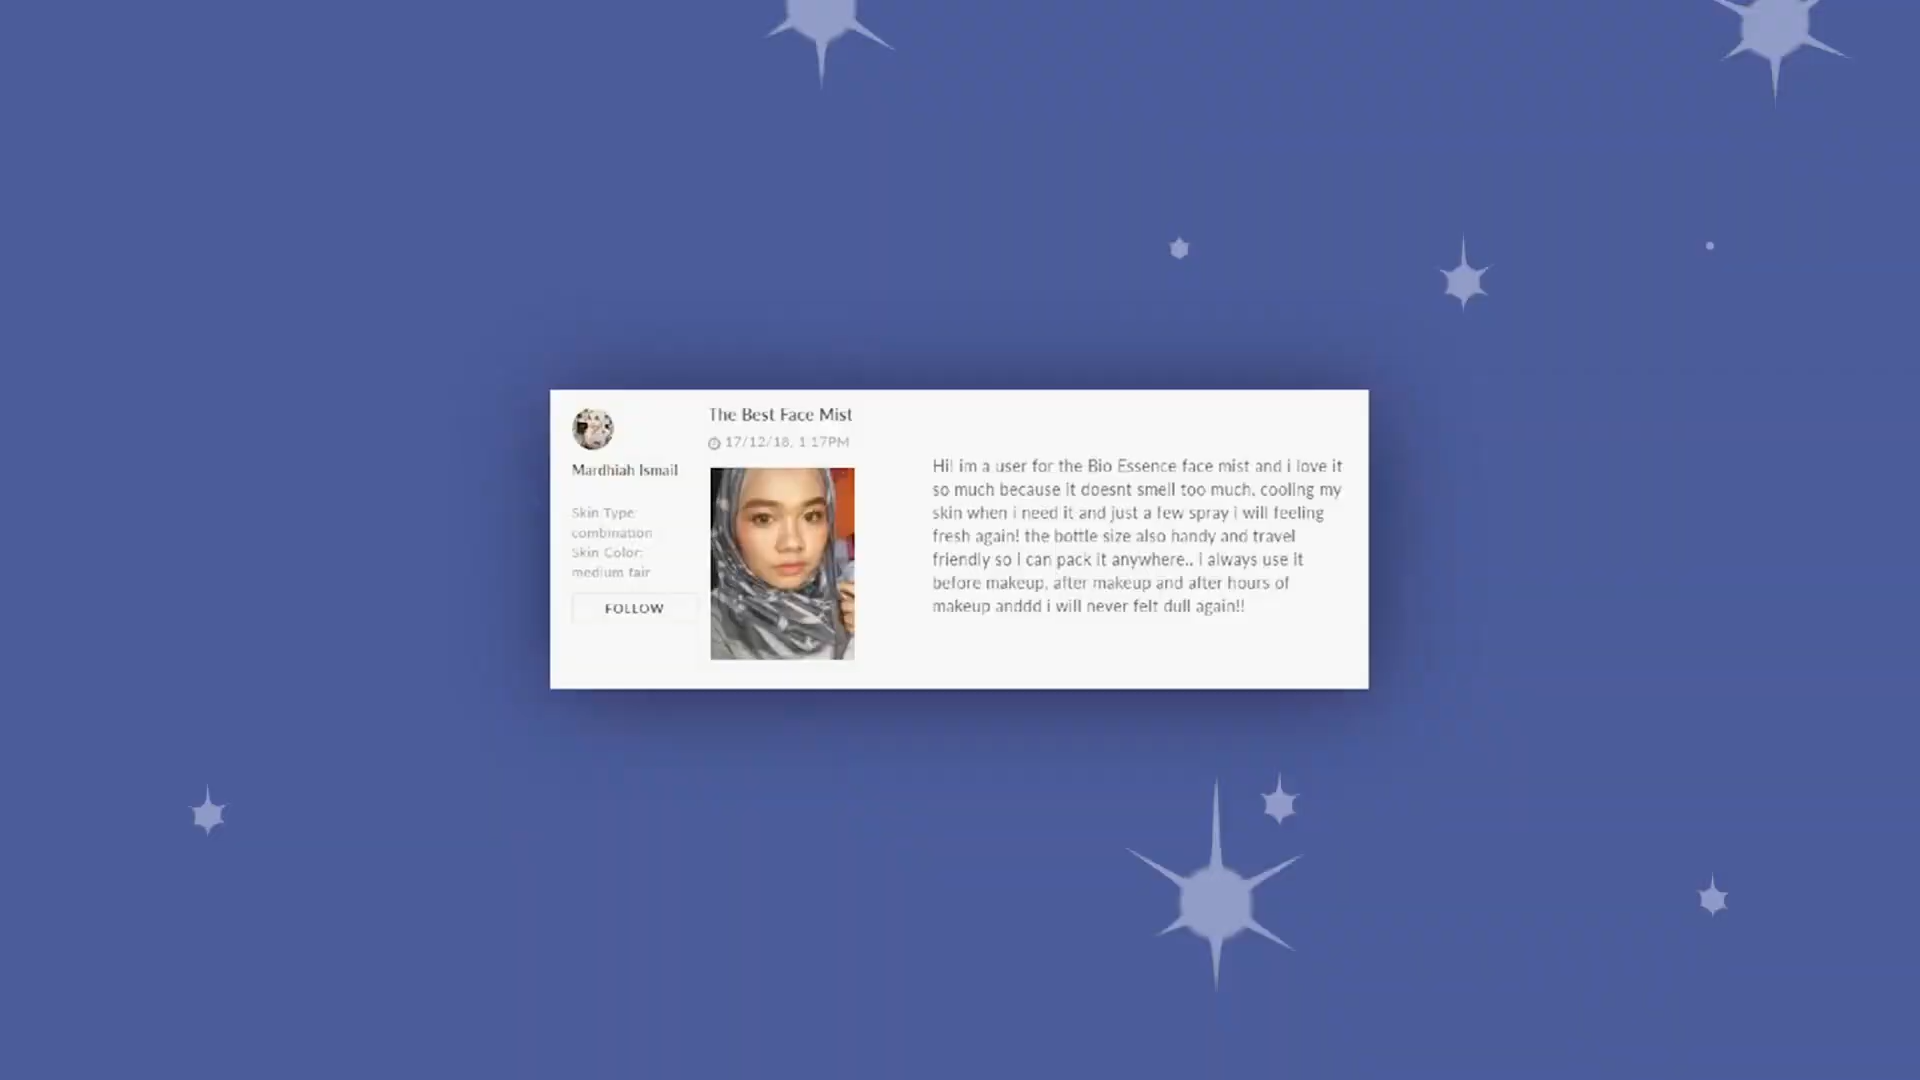 The Best Face Mist
17/12/18, 1:17PM
Mardhiah Ismail
Skin Type:
combination
Skin Color:
medium fair
FOLLOW
Hi! im a user for the Bio Essence face mist and i love it
so much because it doesnt smell too much, cooling my
skin when i need it and just a few spray i will feeling
fresh again! the bottle size also handy and travel
friendly so i can pack it anywhere.. i always use it
before makeup, after makeup and after hours of
makeup anddd i will never felt dull again!!